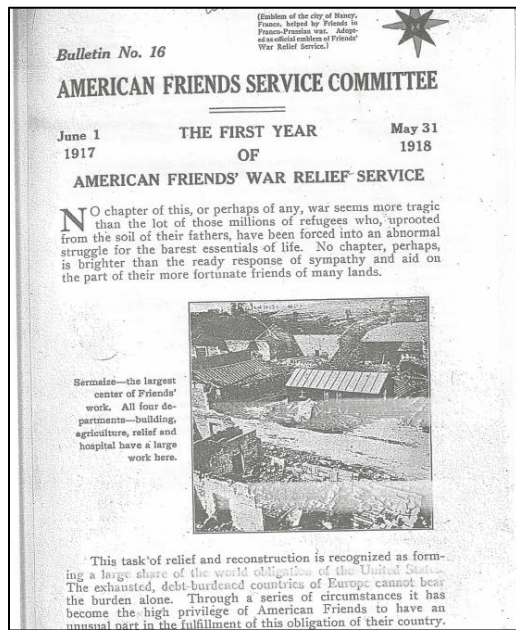 (Emblem of the city of Nancy,
France, helped by Friends in
Franco-Prussian war. Adopt-
ed as official emblem of Friends'
War Relief Service.)
Bulletin No. 16
AMERICAN FRIENDS SERVICE COMMITTEE
June 1
1917
THE FIRST YEAR
OF
AMERICAN FRIENDS' WAR RELIEF SERVICE
May 31
1918
NO chapter of this, or perhaps of any, war seems more tragic
than the lot of those millions of refugees who, uprooted
from the soil of their fathers, have been forced into an abnormal
struggle for the barest essentials of life. No chapter, perhaps,
is brighter than the ready response of sympathy and aid on
the part of their more fortunate friends of many lands.
Sermaize—the largest
center of Friends'
work. All four de-
partments—building,
agriculture, relief and
hospital have a large
work here.
This task of relief and reconstruction is recognized as form-
ing a large share of the world obligation of the United States.
The exhausted, debt-burdened countries of Europe cannot bear
the burden alone. Through a series of circumstances it has
become the high privilege of American Friends to have an
unusual part in the fulfillment of this obligation of their country.